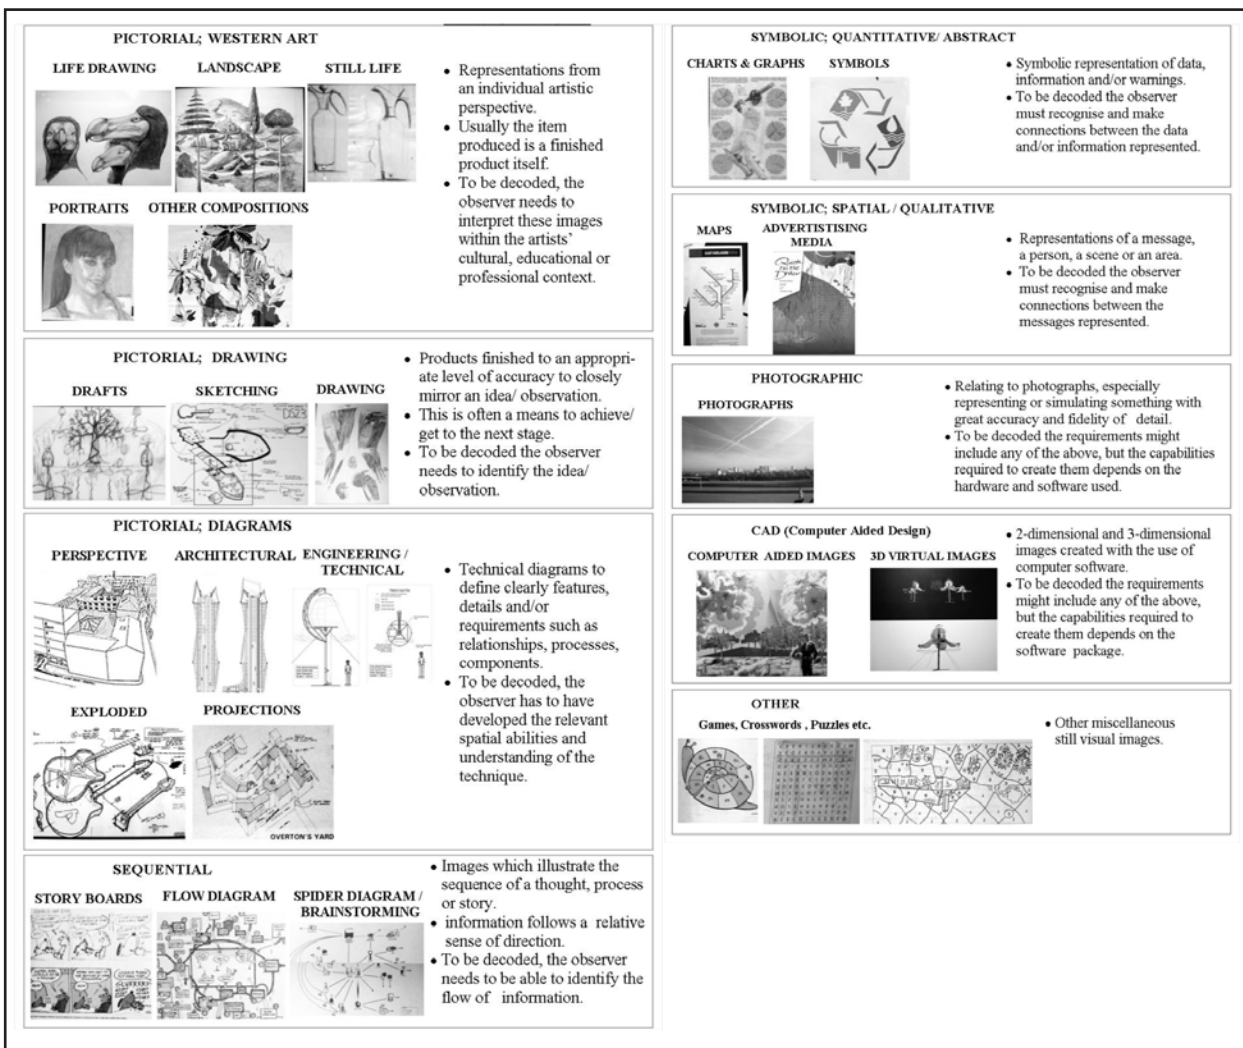 PICTORIAL; WESTERN ART
LIFE DRAWING
LANDSCAPE
STILL LIFE
PORTRAITS
OTHER COMPOSITIONS
• Representations from
an individual artistic
perspective.
• Usually the item
produced is a finished
product itself.
• To be decoded, the
observer needs to
interpret these images
within the artists'
cultural, educational or
professional context.
PICTORIAL; DRAWING
DRAFTS
SKETCHING
DRAWING
• Products finished to an appropri-
ate level of accuracy to closely
mirror an idea/ observation.
• This is often a means to achieve/
get to the next stage.
• To be decoded the observer
needs to identify the idea/
observation.
PICTORIAL; DIAGRAMS
PERSPECTIVE
ARCHITECTURAL
ENGINEERING /
TECHNICAL
EXPLODED
PROJECTIONS
OVERTON'S YARD
• Technical diagrams to
define clearly features,
details and/or
requirements such as
relationships, processes,
components.
• To be decoded, the
observer has to have
developed the relevant
spatial abilities and
understanding of the
technique.
SEQUENTIAL
STORY BOARDS
FLOW DIAGRAM
SPIDER DIAGRAM /
BRAINSTORMING
• Images which illustrate the
sequence of a thought, process
or story.
• information follows a relative
sense of direction.
• To be decoded, the observer
needs to be able to identify the
flow of information.
SYMBOLIC; QUANTITATIVE/ ABSTRACT
CHARTS & GRAPHS
SYMBOLS
• Symbolic representation of data,
information and/or warnings.
• To be decoded the observer
must recognise and make
connections between the data
and/or information represented.
SYMBOLIC; SPATIAL / QUALITATIVE
MAPS
ADVERTISTISING
MEDIA
• Representations of a message,
a person, a scene or an area.
• To be decoded the observer
must recognise and make
connections between the
messages represented.
PHOTOGRAPHIC
PHOTOGRAPHS
• Relating to photographs, especially
representing or simulating something with
great accuracy and fidelity of detail.
• To be decoded the requirements might
include any of the above, but the capabilities
required to create them depends on the
hardware and software used.
CAD (Computer Aided Design)
COMPUTER AIDED IMAGES
3D VIRTUAL IMAGES
• 2-dimensional and 3-dimensional
images created with the use of
computer software.
• To be decoded the requirements
might include any of the above,
but the capabilities required to
create them depends on the
software package.
OTHER
Games, Crosswords , Puzzles etc.
• Other miscellaneous
still visual images.